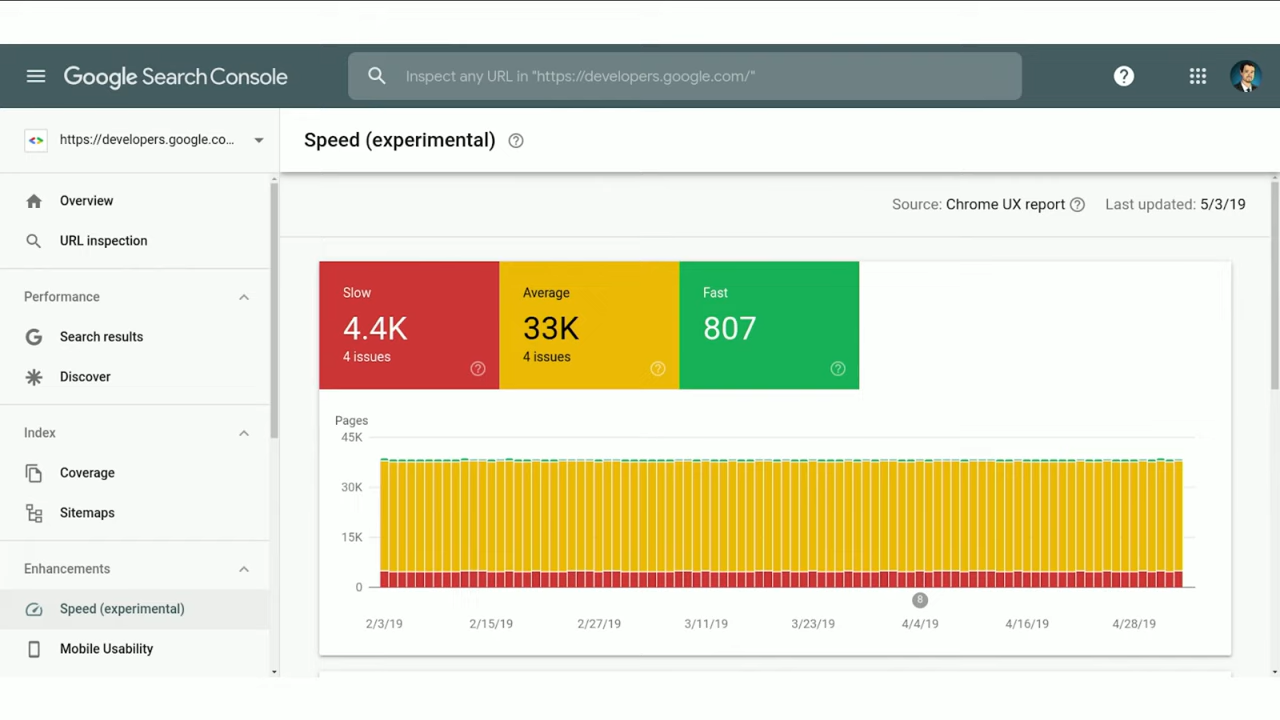 Google Search Console
Inspect any URL in "https://developers.google.com/"
https://developers.google.co...
Speed (experimental)
Overview
URL inspection
Performance
Search results
Discover
Index
Coverage
Sitemaps
Enhancements
Speed (experimental)
Mobile Usability
Source: Chrome UX report
Last updated: 5/3/19
Slow
4.4K
4 issues
Average
33K
4 issues
Fast
807
Pages
45K
30K
15K
0
8
2/3/19 2/15/19 2/27/19 3/11/19 3/23/19 4/4/19 4/16/19 4/28/19